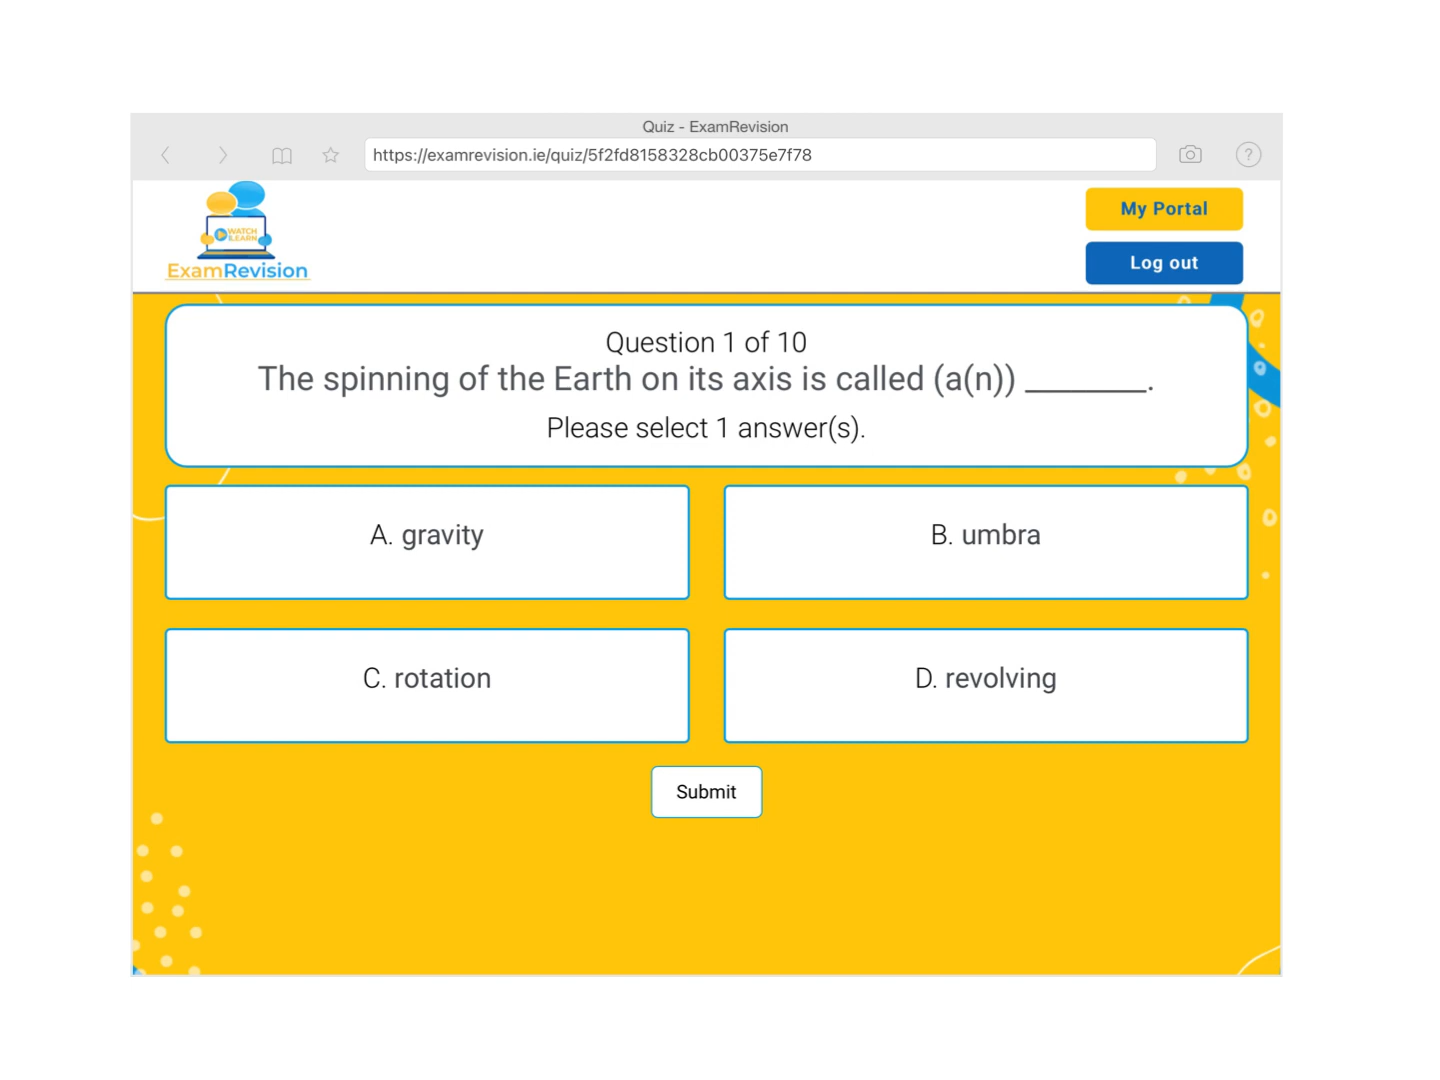 Quiz - ExamRevision
https://examrevision.ie/quiz/5f2fd8158328cb00375e7f78
?
WATCH
&LEARN
ExamRevision
My Portal
Log out
Question 1 of 10
The spinning of the Earth on its axis is called (a(n)) ________.
Please select 1 answer(s).
A. gravity
B. umbra
C. rotation
D. revolving
Submit